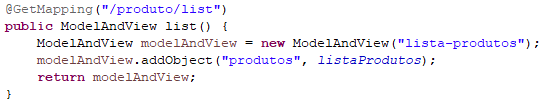 @GetMapping("/produto/list")
public ModelAndView list() {
    ModelAndView modelAndView = new ModelAndView("lista-produtos");
    modelAndView.addObject("produtos", listaProdutos);
    return modelAndView;
}